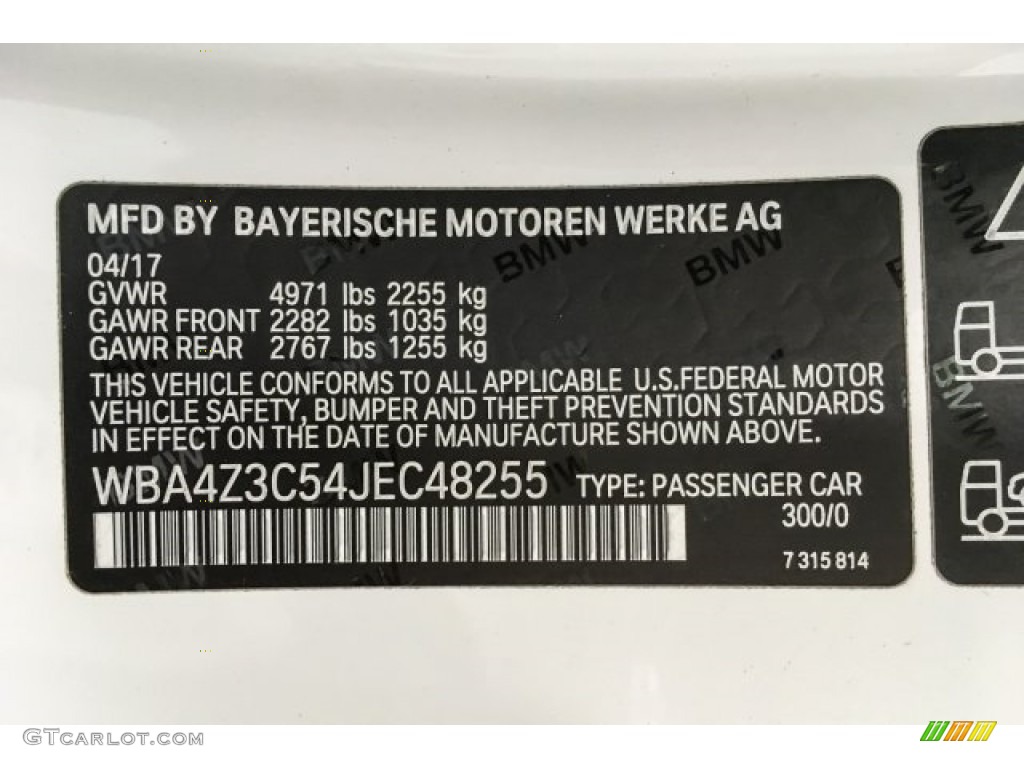 MFD BY BAYERISCHE MOTOREN WERKE AG
04/17
GVWR 4971 lbs 2255 kg
GAWR FRONT 2282 lbs 1035 kg
GAWR REAR 2767 lbs 1255 kg
THIS VEHICLE CONFORMS TO ALL APPLICABLE U.S.FEDERAL MOTOR
VEHICLE SAFETY, BUMPER AND THEFT PREVENTION STANDARDS
IN EFFECT ON THE DATE OF MANUFACTURE SHOWN ABOVE.
WBA4Z3C54JEC48255 TYPE: PASSENGER CAR
300/0
7 315 814
BMW
BMW
BMW
BMW
BMW
GTCarLot.com